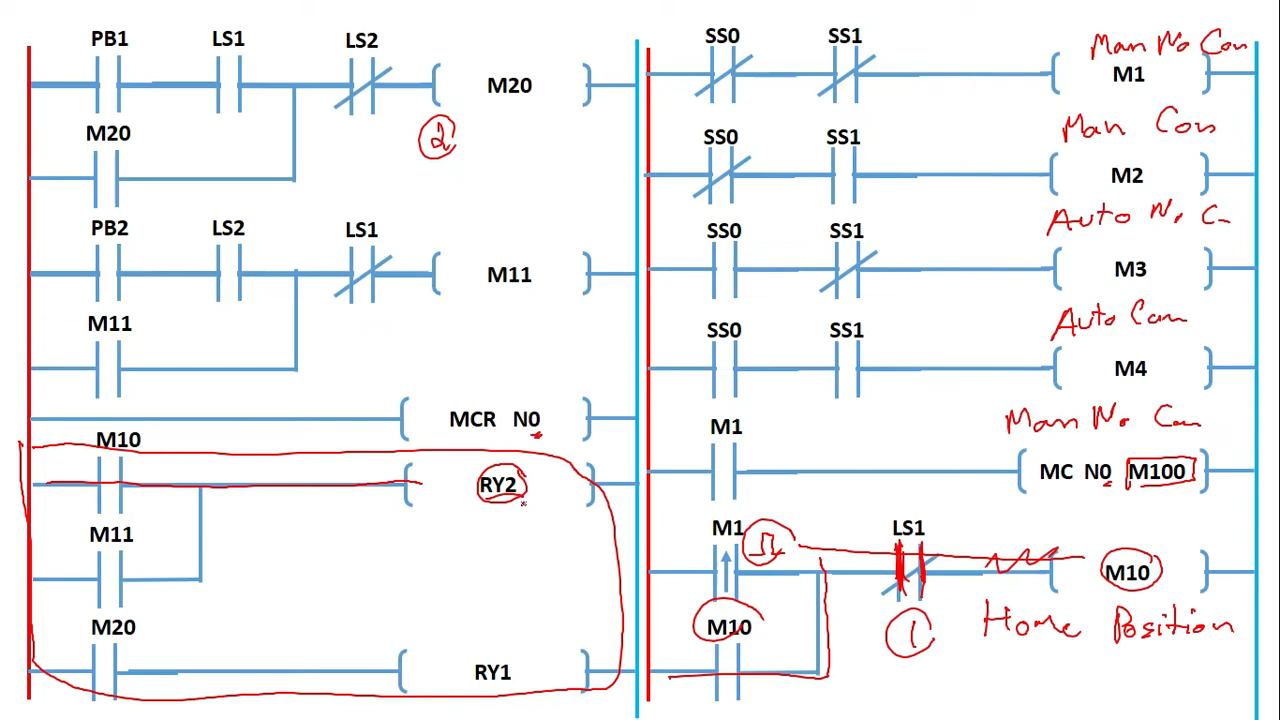 PB1 LS1 LS2
M20
②
M20
PB2 LS2 LS1
M11
M11
MCR N0
M10
RY2
M11
M20
RY1
SS0 SS1 Man No Con
M1
Man Con
SS0 SS1
M2
Auto N. C
SS0 SS1
M3
Auto Con
SS0 SS1
M4
Man N. Con
M1
MC N0 M100
M1 LS1
M10
M10 ① Home Position